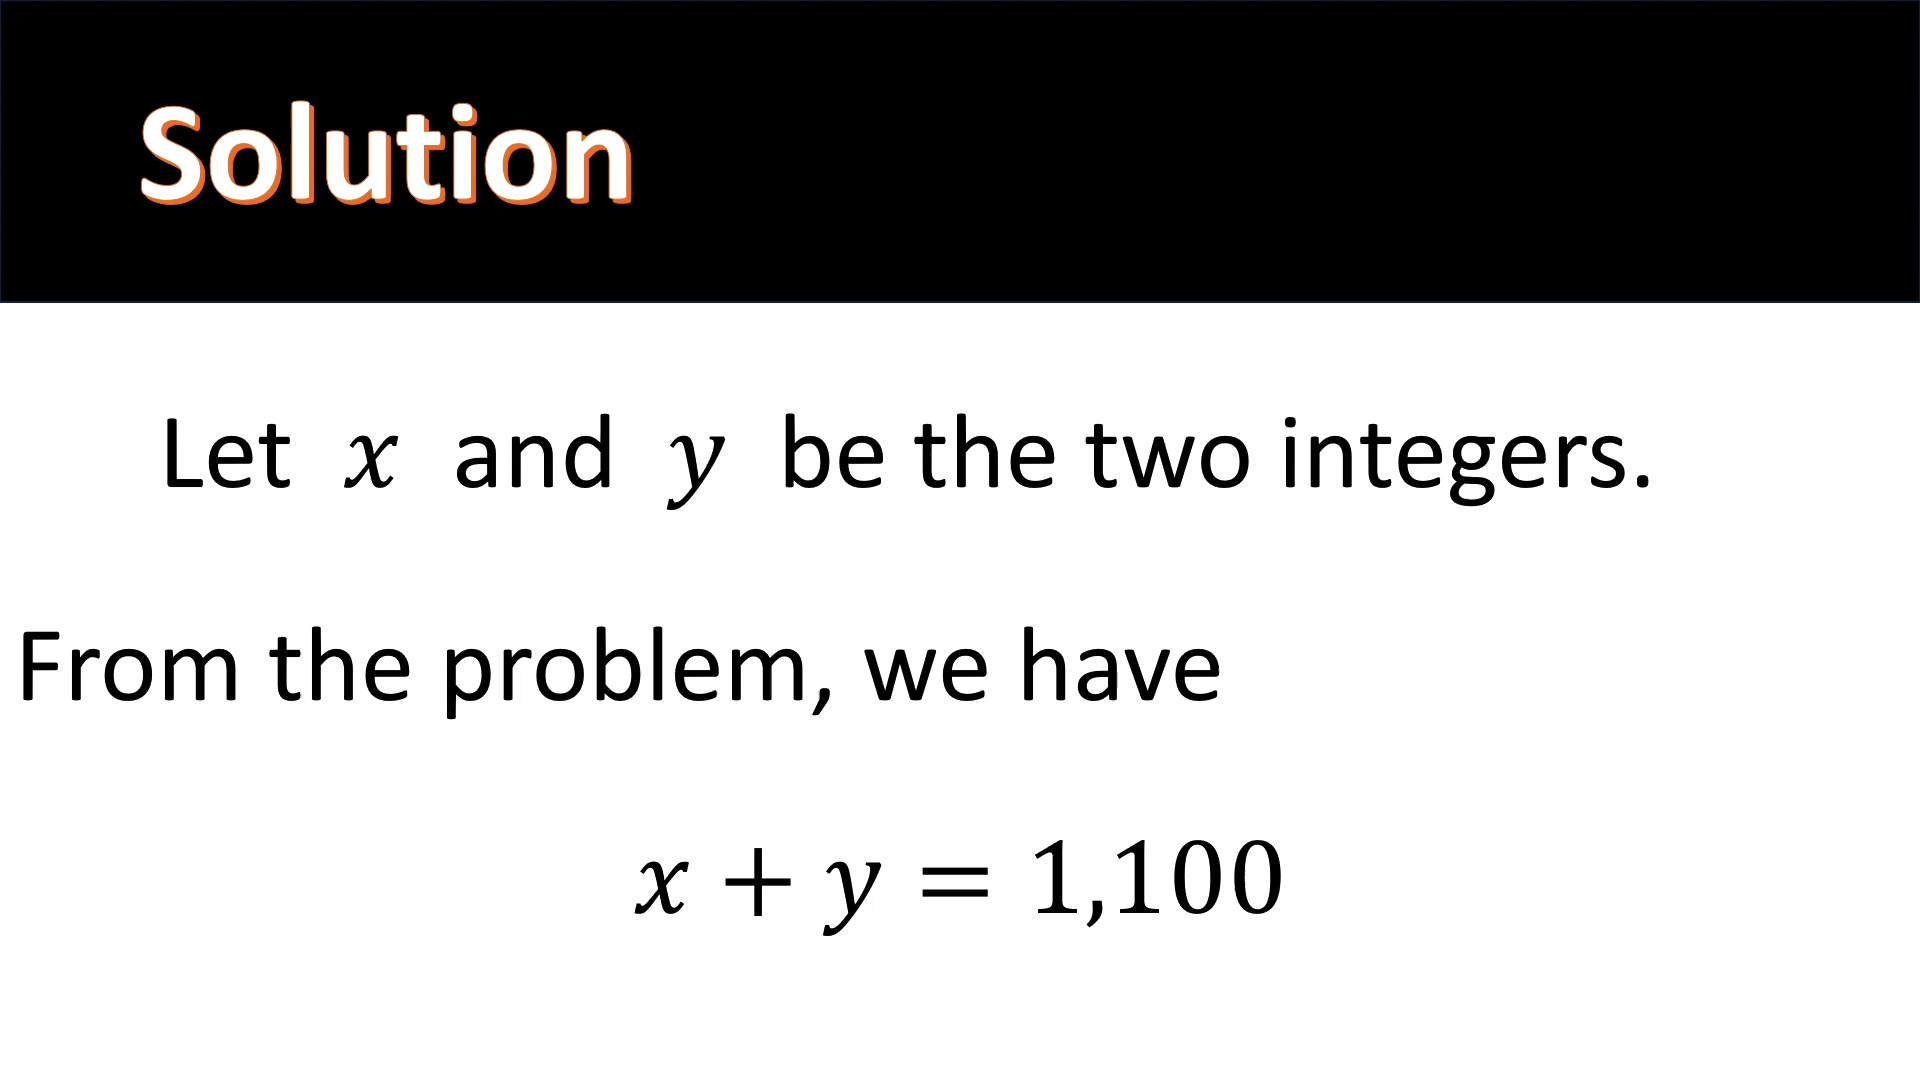 Solution
Let x and y be the two integers.
From the problem, we have
x + y = 1,100